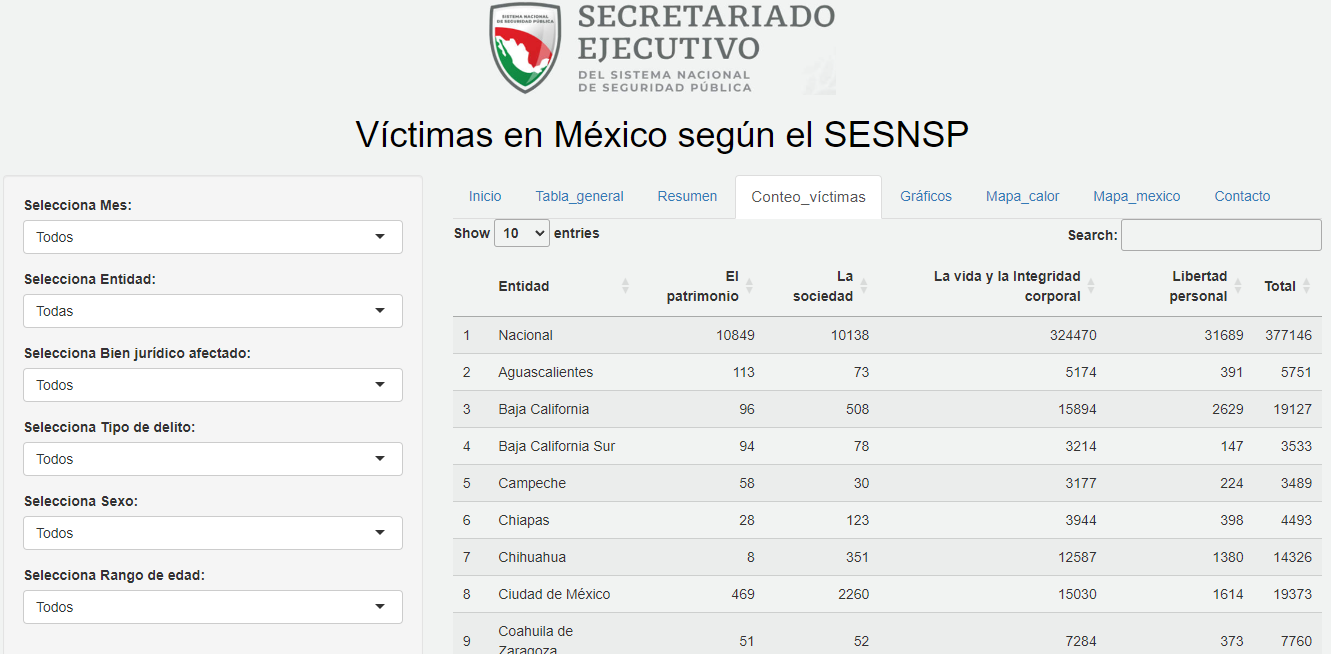 SISTEMA NACIONAL
DE SEGURIDAD PÚBLICA
SECRETARIADO
EJECUTIVO
DEL SISTEMA NACIONAL
DE SEGURIDAD PÚBLICA
Víctimas en México según el SESNSP
Selecciona Mes:
Todos
Selecciona Entidad:
Todas
Selecciona Bien jurídico afectado:
Todos
Selecciona Tipo de delito:
Todos
Selecciona Sexo:
Todos
Selecciona Rango de edad:
Todos
Inicio Tabla_general Resumen Conteo_víctimas Gráficos Mapa_calor Mapa_mexico Contacto
Show 10 entries Search:
Entidad El patrimonio La sociedad La vida y la Integridad corporal Libertad personal Total
1 Nacional 10849 10138 324470 31689 377146
2 Aguascalientes 113 73 5174 391 5751
3 Baja California 96 508 15894 2629 19127
4 Baja California Sur 94 78 3214 147 3533
5 Campeche 58 30 3177 224 3489
6 Chiapas 28 123 3944 398 4493
7 Chihuahua 8 351 12587 1380 14326
8 Ciudad de México 469 2260 15030 1614 19373
9 Coahuila de Zaragoza 51 52 7284 373 7760